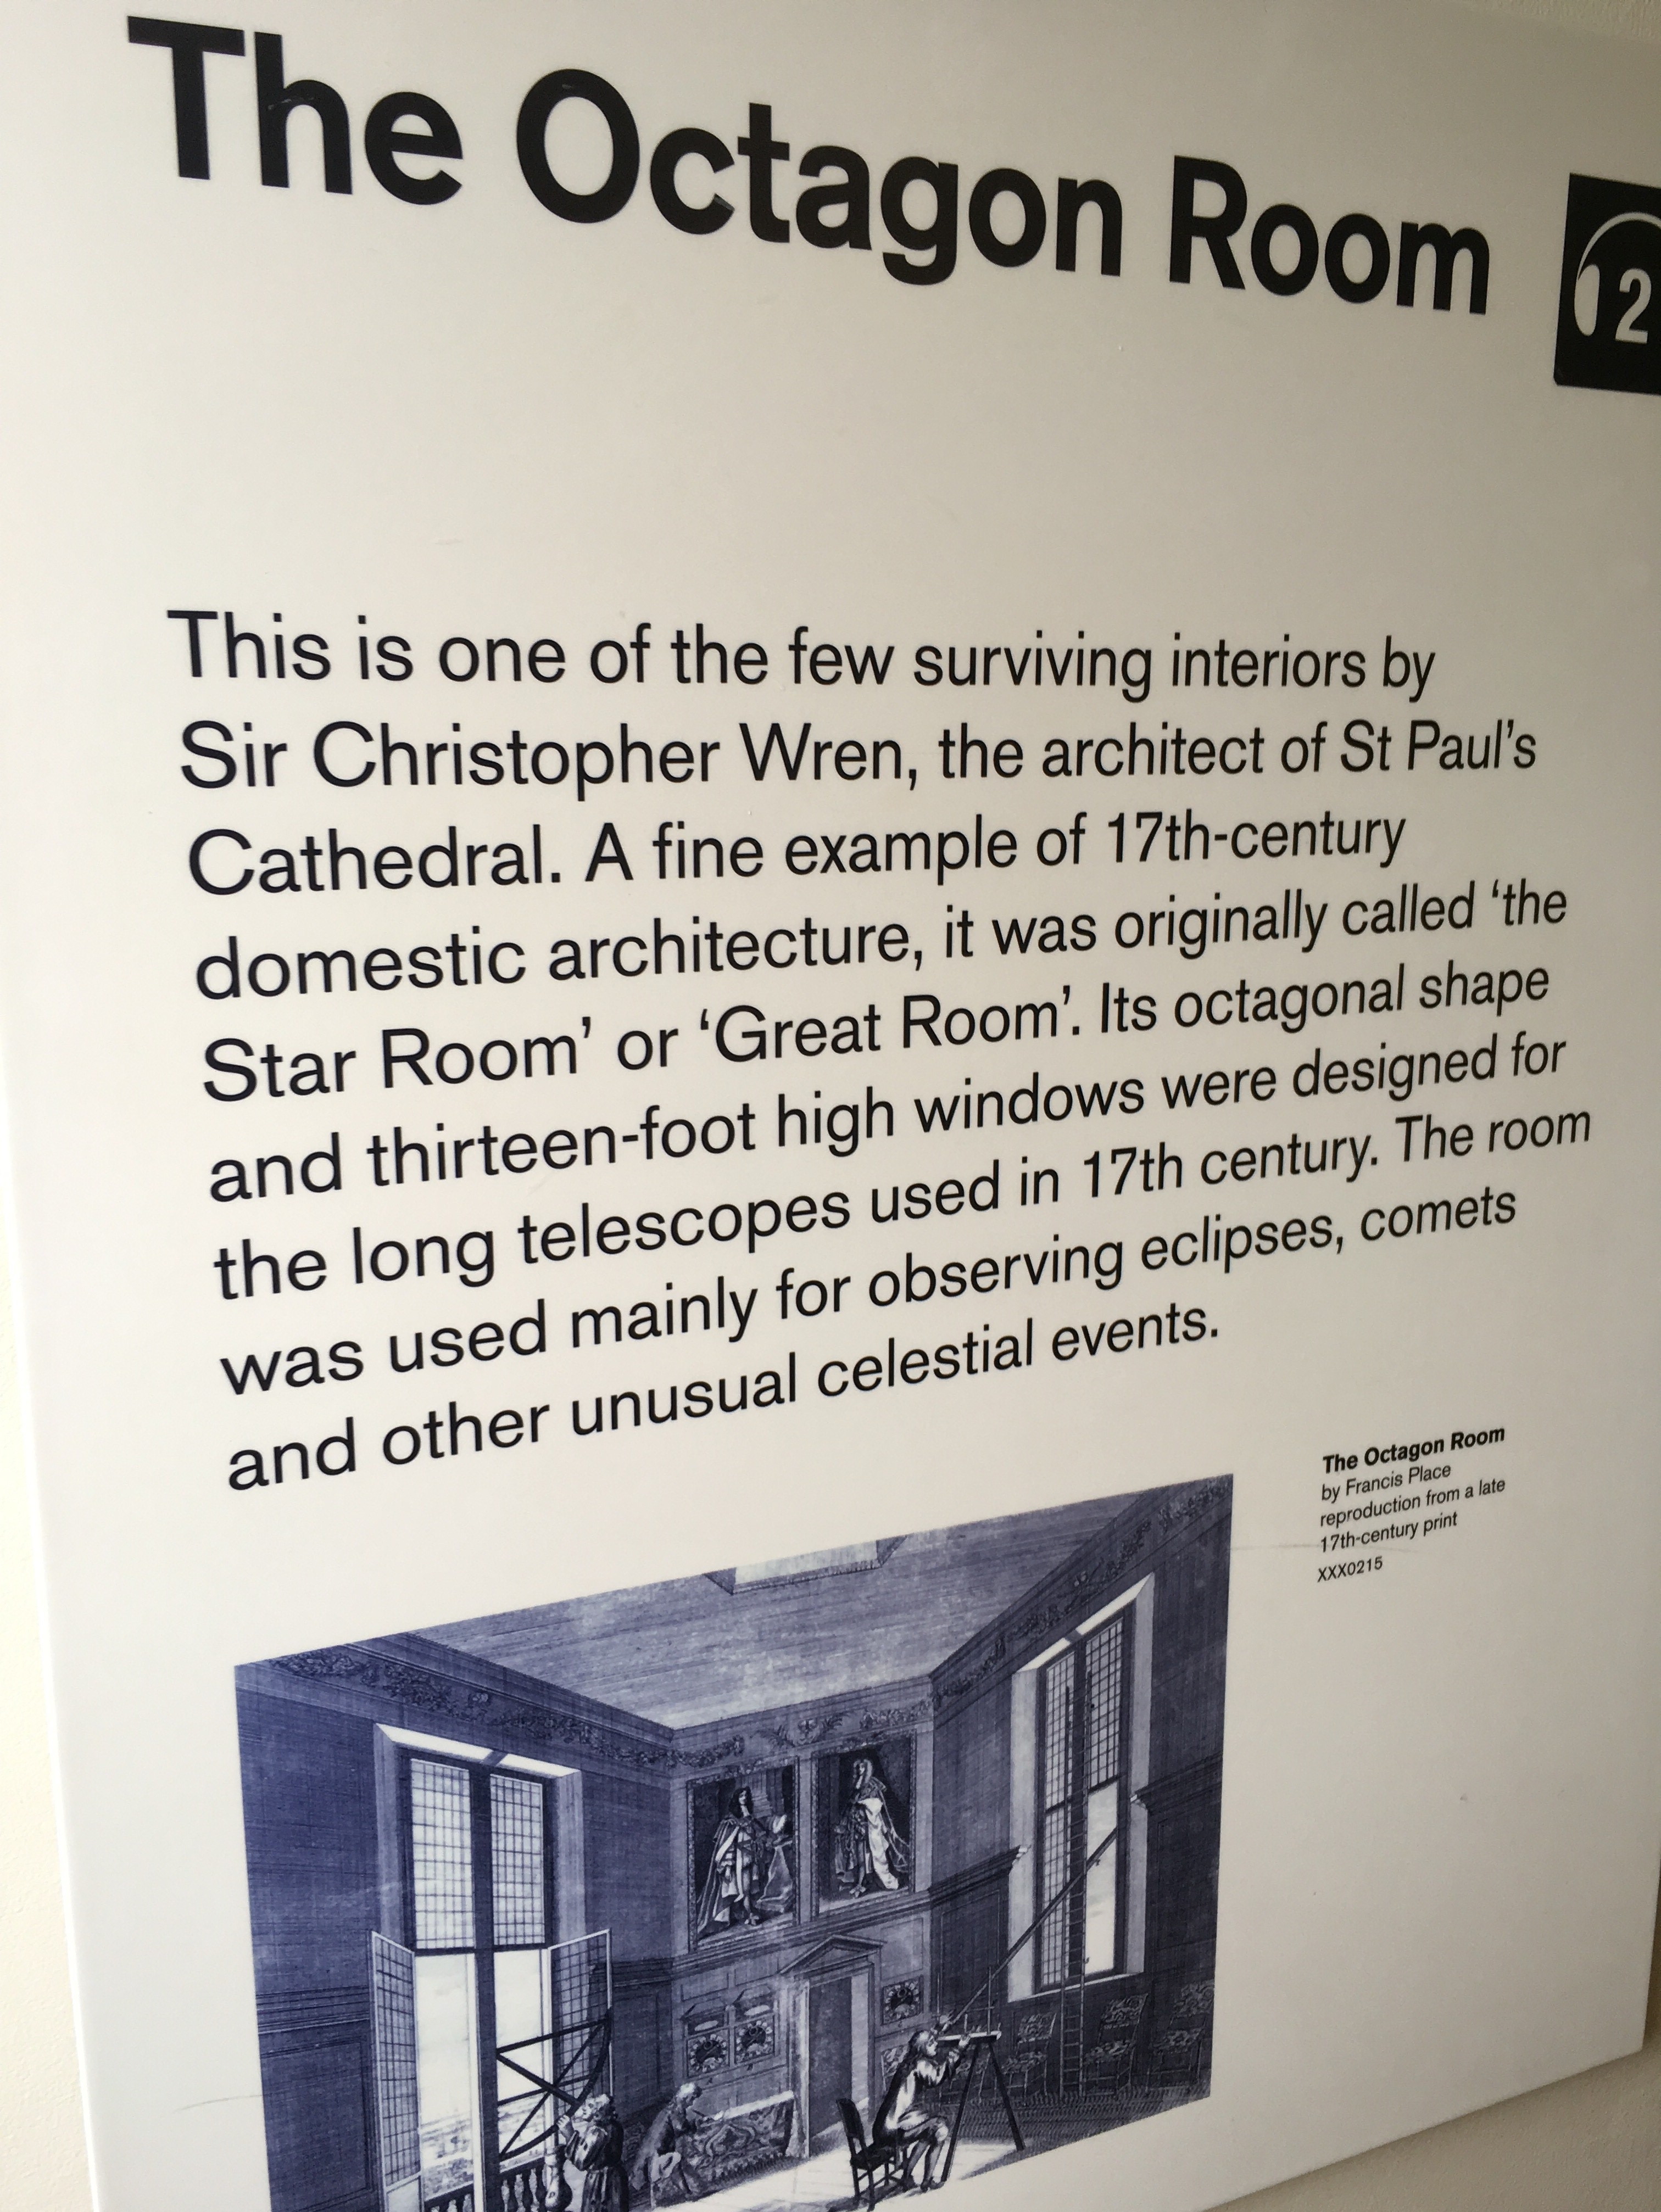 The Octagon Room
12
This is one of the few surviving interiors by
Sir Christopher Wren, the architect of St Paul’s
Cathedral. A fine example of 17th-century
domestic architecture, it was originally called ‘the
Star Room’ or ‘Great Room’. Its octagonal shape
and thirteen-foot high windows were designed for
the long telescopes used in 17th century. The room
was used mainly for observing eclipses, comets
and other unusual celestial events.
The Octagon Room
by Francis Place
reproduction from a late
17th-century print
XXX0215